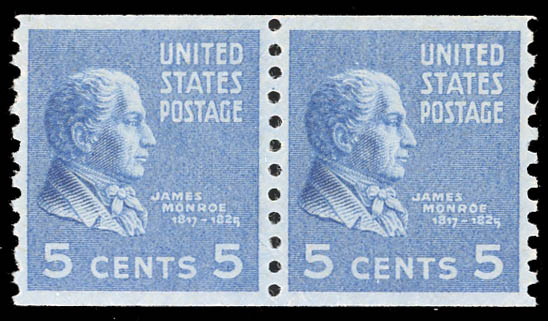 UNITED
STATES
POSTAGE
JAMES
MONROE
1817-1825
5 CENTS 5
UNITED
STATES
POSTAGE
JAMES
MONROE
1817-1825
5 CENTS 5